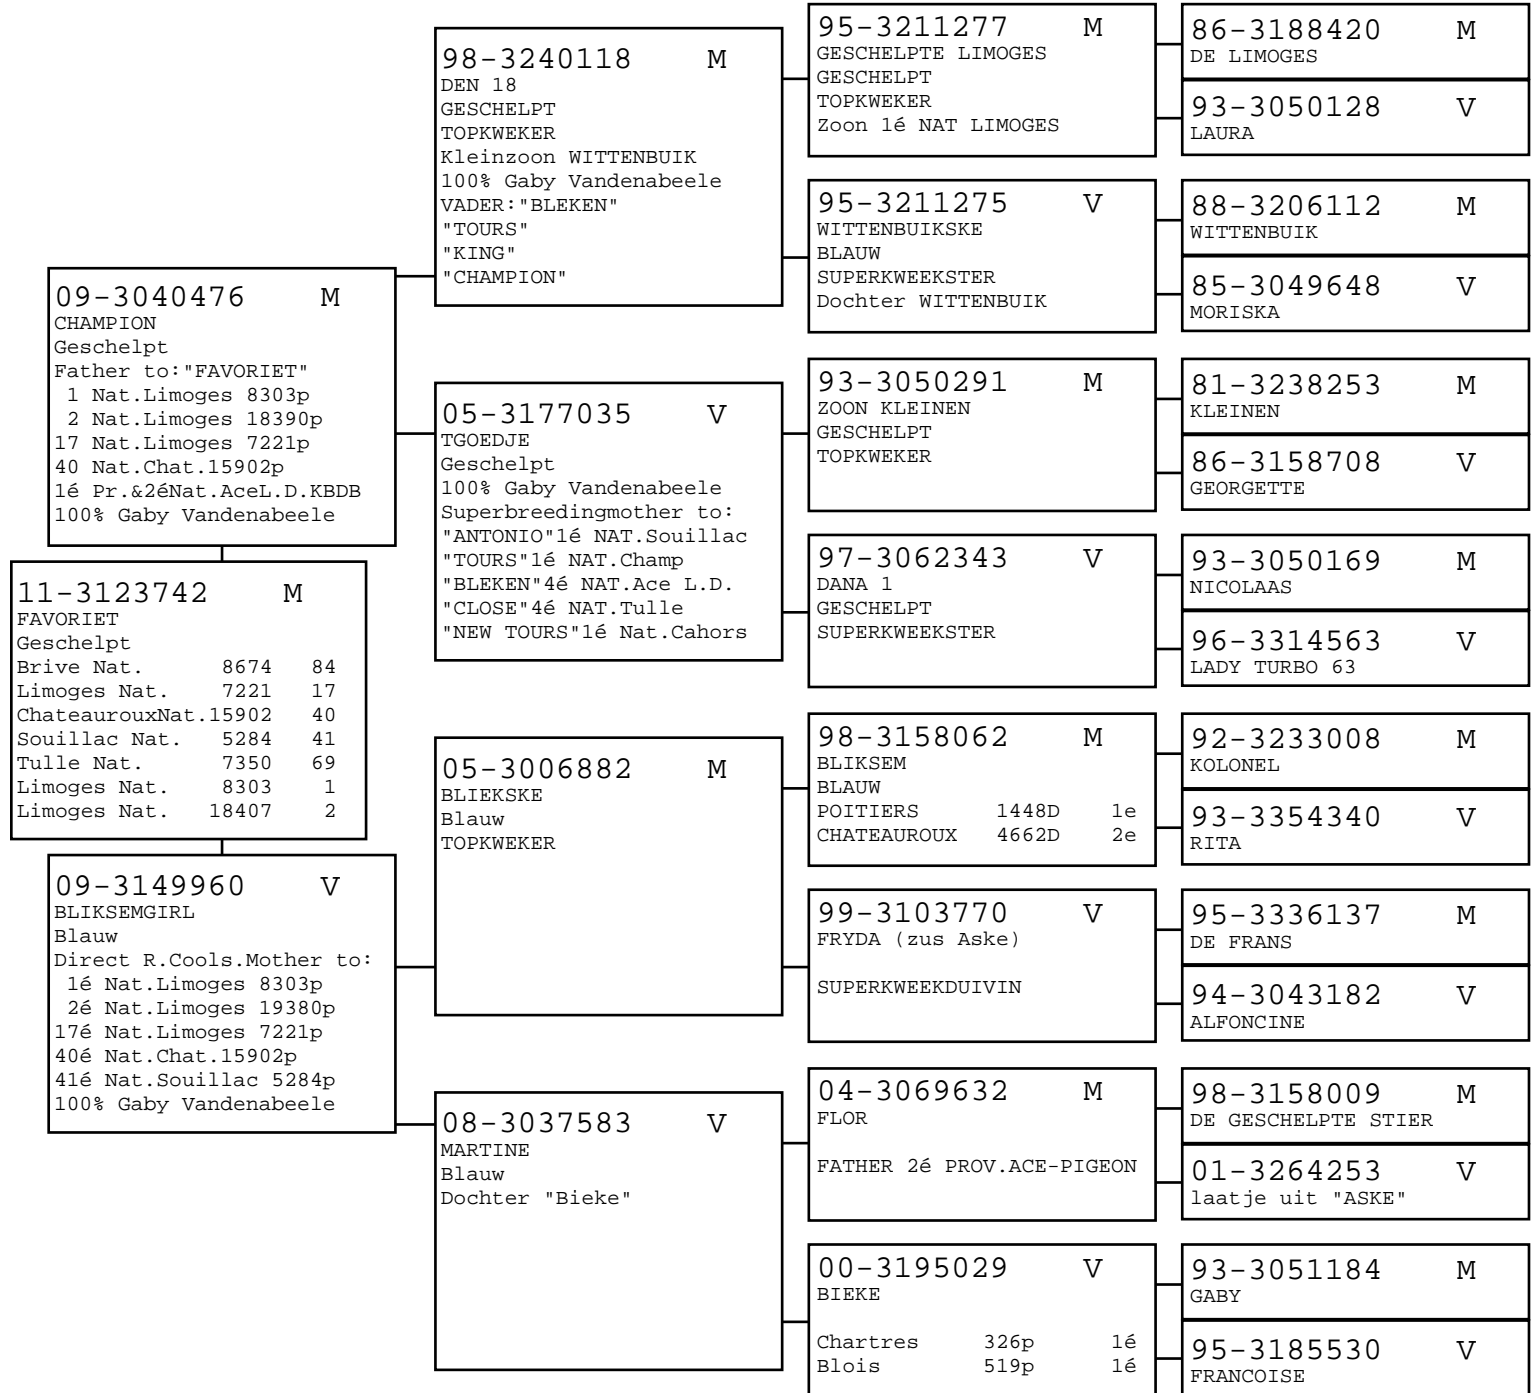 09-3040476 M
CHAMPION
Geschelpt
Father to:"FAVORIET"
1 Nat.Limoges 8303p
2 Nat.Limoges 18390p
17 Nat.Limoges 7221p
40 Nat.Chat.15902p
1é Pr.&2éNat.AceL.D.KBDB
100% Gaby Vandenabeele
11-3123742 M
FAVORIET
Geschelpt
Brive Nat. 8674 84
Limoges Nat. 7221 17
ChateaurouxNat.15902 40
Souillac Nat. 5284 41
Tulle Nat. 7350 69
Limoges Nat. 8303 1
Limoges Nat. 18407 2
09-3149960 V
BLIKSEMGIRL
Blauw
Direct R.Cools.Mother to:
1é Nat.Limoges 8303p
2é Nat.Limoges 19380p
17é Nat.Limoges 7221p
40é Nat.Chat.15902p
41é Nat.Souillac 5284p
100% Gaby Vandenabeele
98-3240118 M
DEN 18
GESCHELPT
TOPKWEKER
Kleinzoon WITTENBUIK
100% Gaby Vandenabeele
VADER:"BLEKEN"
"TOURS"
"KING"
"CHAMPION"
05-3177035 V
TGOEDJE
Geschelpt
100% Gaby Vandenabeele
Superbreedingmother to:
"ANTONIO"1é NAT.Souillac
"TOURS"1é NAT.Champ
"BLEKEN"4é NAT.Ace L.D.
"CLOSE"4é NAT.Tulle
"NEW TOURS"1é Nat.Cahors
05-3006882 M
BLIEKSKE
Blauw
TOPKWEKER
08-3037583 V
MARTINE
Blauw
Dochter "Bieke"
95-3211277 M
GESCHELPTE LIMOGES
GESCHELPT
TOPKWEKER
Zoon 1é NAT LIMOGES
95-3211275 V
WITTENBUIKSKE
BLAUW
SUPERKWEEKSTER
Dochter WITTENBUIK
93-3050291 M
ZOON KLEINEN
GESCHELPT
TOPKWEKER
97-3062343 V
DANA 1
GESCHELPT
SUPERKWEEKSTER
98-3158062 M
BLIKSEM
BLAUW
POITIERS 1448D 1e
CHATEAUROUX 4662D 2e
99-3103770 V
FRYDA (zus Aske)
SUPERKWEEKDUIVIN
04-3069632 M
FLOR
FATHER 2é PROV.ACE-PIGEON
00-3195029 V
BIEKE
Chartres 326p 1é
Blois 519p 1é
86-3188420 M
DE LIMOGES
93-3050128 V
LAURA
88-3206112 M
WITTENBUIK
85-3049648 V
MORISKA
81-3238253 M
KLEINEN
86-3158708 V
GEORGETTE
93-3050169 M
NICOLAAS
96-3314563 V
LADY TURBO 63
92-3233008 M
KOLONEL
93-3354340 V
RITA
95-3336137 M
DE FRANS
94-3043182 V
ALFONCINE
98-3158009 M
DE GESCHELPTE STIER
01-3264253 V
laatje uit "ASKE"
93-3051184 M
GABY
95-3185530 V
FRANCOISE